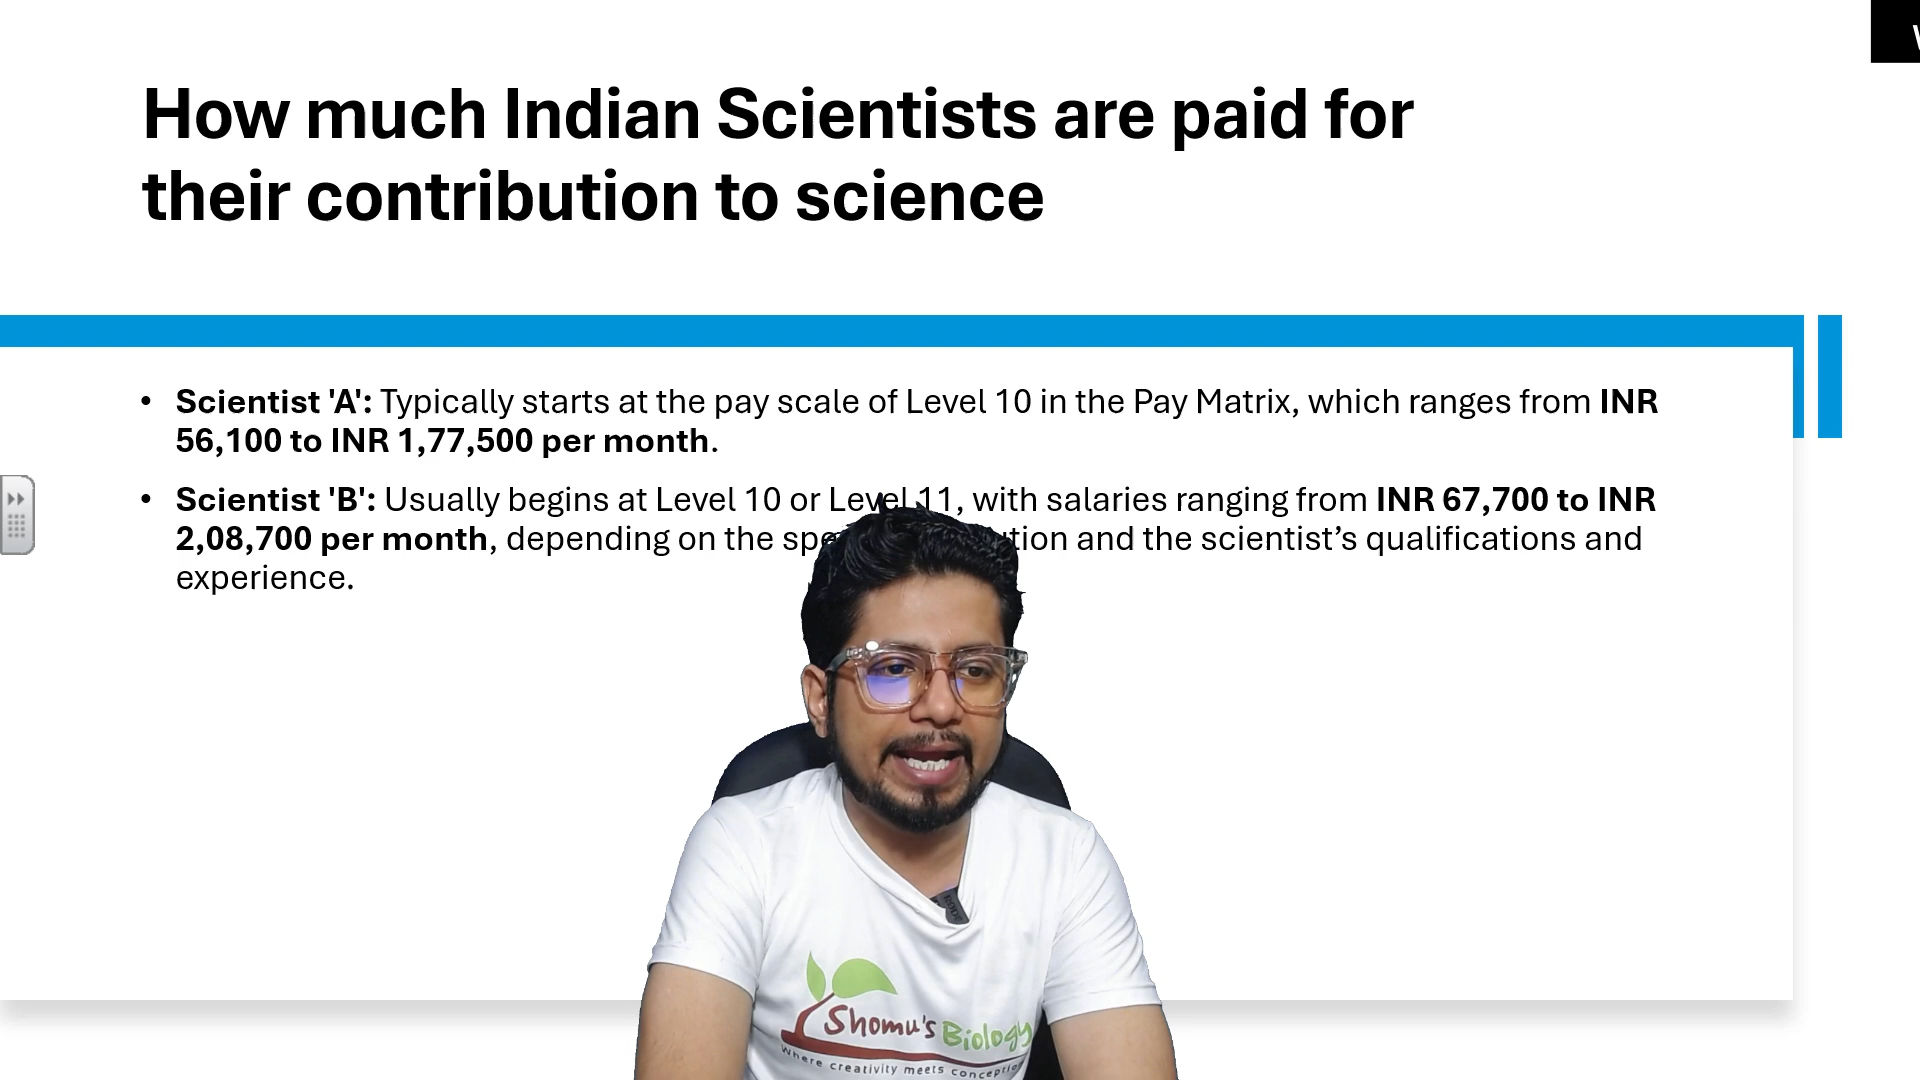 How much Indian Scientists are paid for
their contribution to science
• Scientist 'A': Typically starts at the pay scale of Level 10 in the Pay Matrix, which ranges from INR
56,100 to INR 1,77,500 per month.
• Scientist 'B': Usually begins at Level 10 or Level 11, with salaries ranging from INR 67,700 to INR
2,08,700 per month, depending on the and the scientist’s qualifications and
experience.
Shomu's Biology
Where creativity meets conception